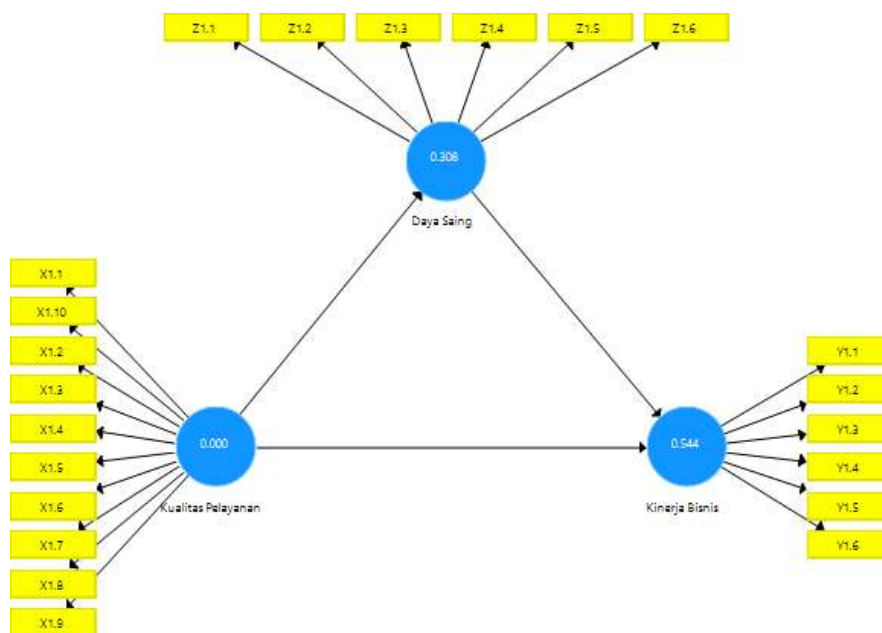 Z1.1
Z1.2
Z1.3
Z1.4
Z1.5
Z1.6
0.308
Daya Saing
X1.1
X1.10
X1.2
X1.3
X1.4
X1.5
X1.6
X1.7
X1.8
X1.9
0.000
Kualitas Pelayanan
0.544
Kinerja Bisnis
Y1.1
Y1.2
Y1.3
Y1.4
Y1.5
Y1.6